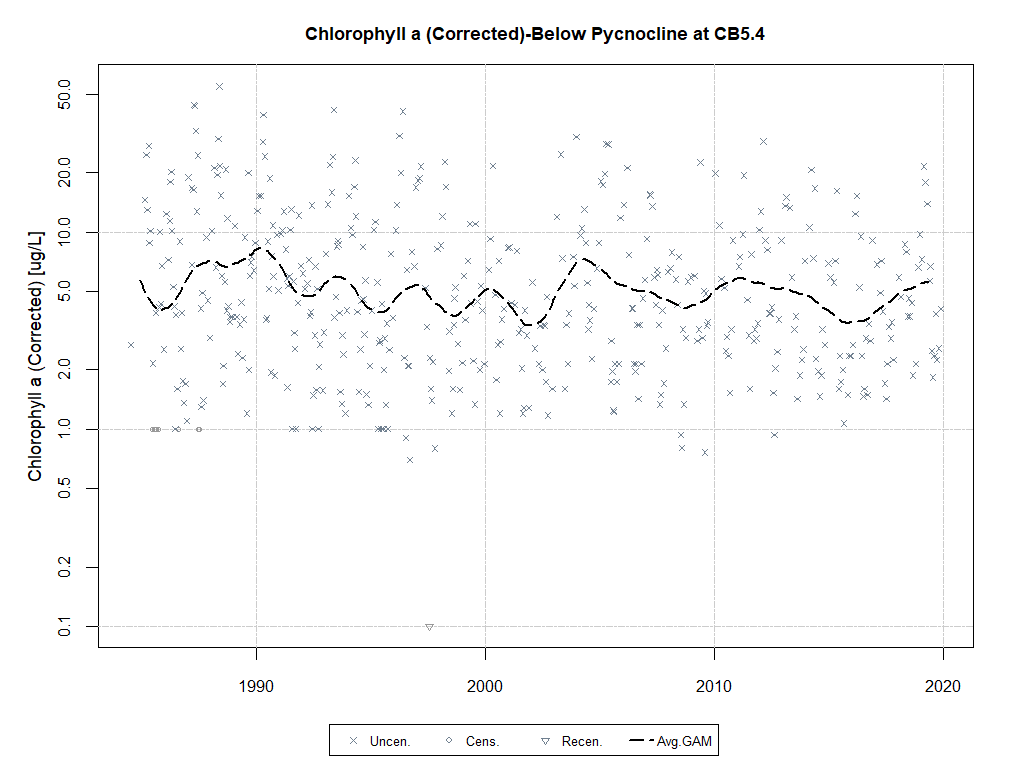 Chlorophyll a (Corrected)-Below Pycnocline at CB5.4
Chlorophyll a (Corrected) [ug/L]
50.0
20.0
10.0
5.0
2.0
1.0
0.5
0.2
0.1
1990 2000 2010 2020
Uncen. Cens. Recen. Avg.GAM